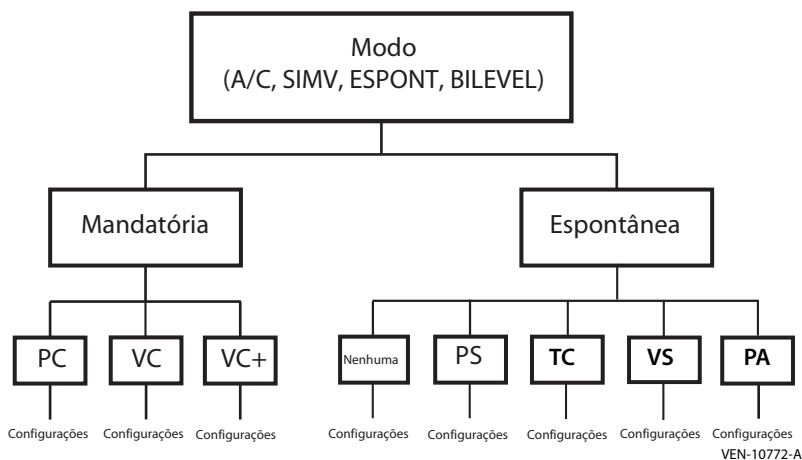 Modo
(A/C, SIMV, ESPONT, BILEVEL)
Mandatória
Espontânea
PC
VC
VC+
Nenhuma
PS
TC
VS
PA
Configurações
Configurações
Configurações
Configurações
Configurações
Configurações
Configurações
Configurações
VEN-10772-A